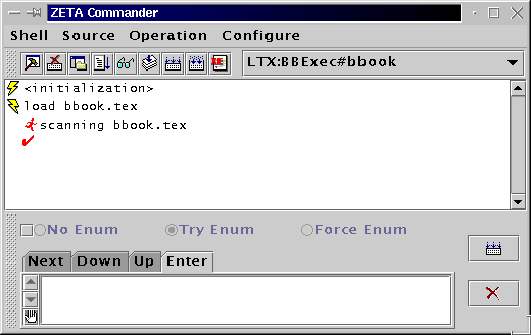 ZETA Commander
Shell Source Operation Configure
LTX:BBExec#bbook
<initialization>
load bbook.tex
scanning bbook.tex
No Enum Try Enum Force Enum
Next Down Up Enter